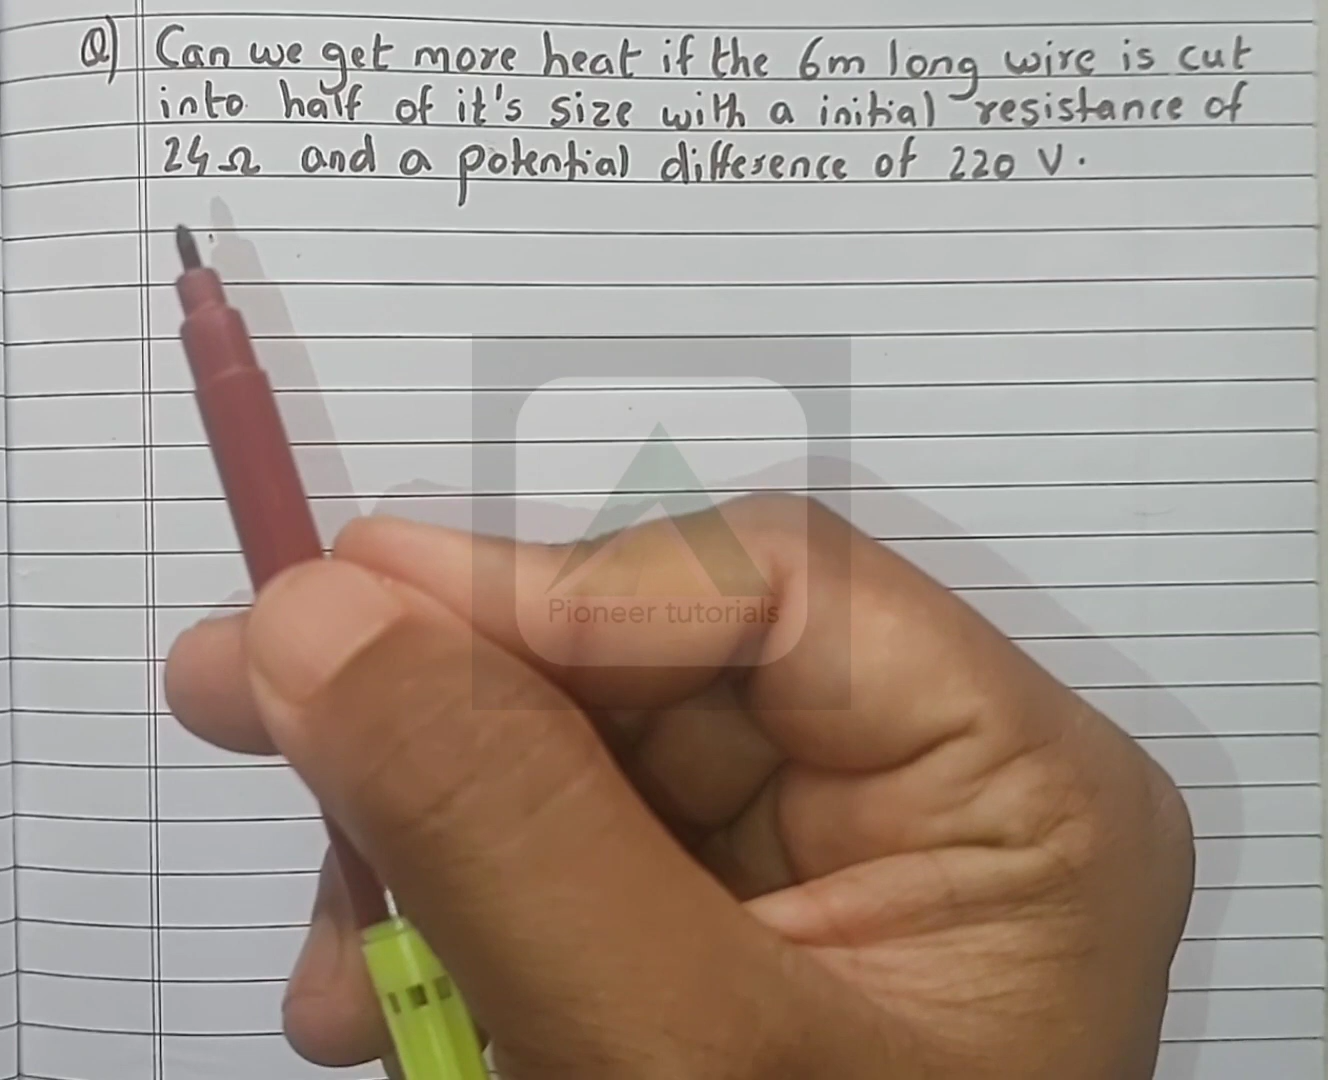 Q) Can we get more heat if the 6m long wire is cut
into half of it's size with a initial resistance of
24 Ω and a potential difference of 220 V.
Pioneer tutorials